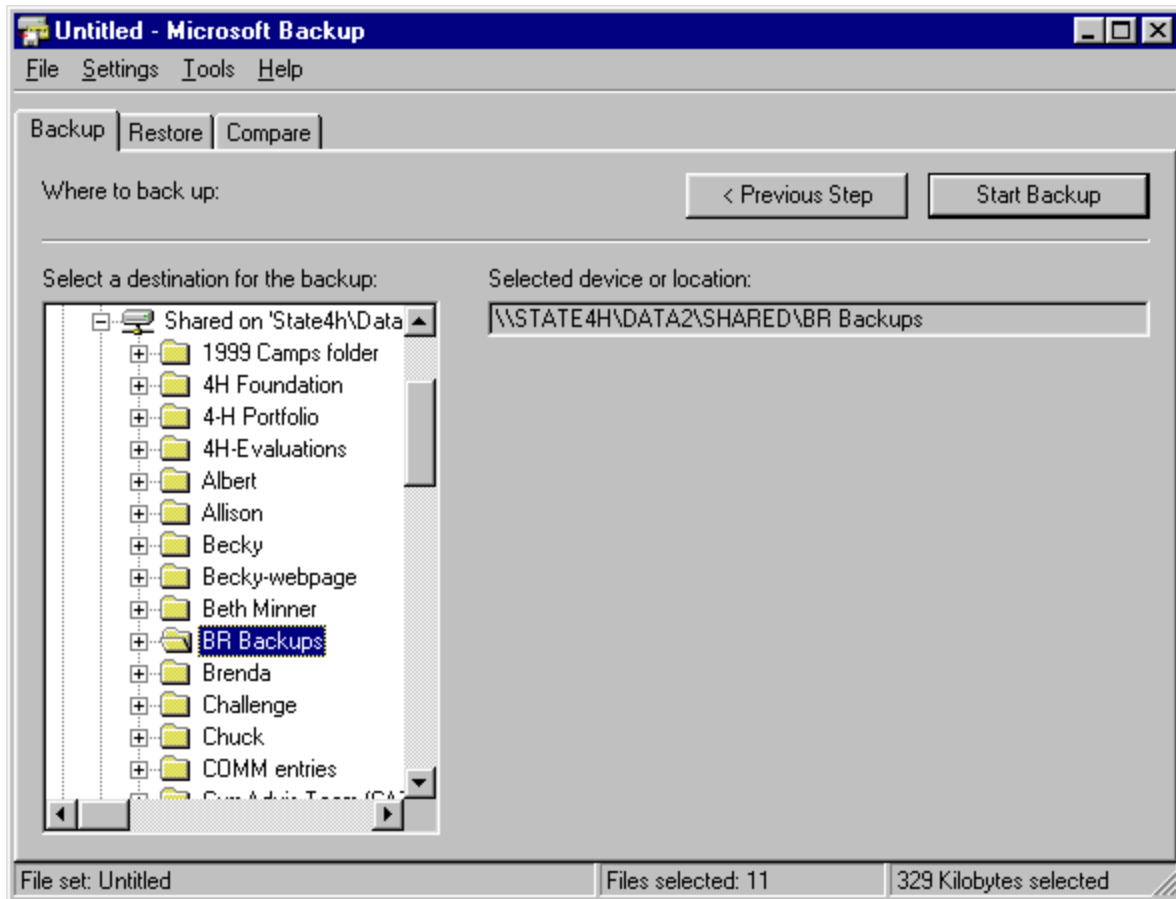 Untitled - Microsoft Backup
File Settings Tools Help
Backup Restore Compare
Where to back up:
< Previous Step
Start Backup
Select a destination for the backup:
Selected device or location:
\\STATE4H\DATA2\SHARED\BR Backups
Shared on 'State4h\Data
1999 Camps folder
4H Foundation
4-H Portfolio
4H-Evaluations
Albert
Allison
Becky
Becky-webpage
Beth Minner
BR Backups
Brenda
Challenge
Chuck
COMM entries
File set: Untitled
Files selected: 11
329 Kilobytes selected